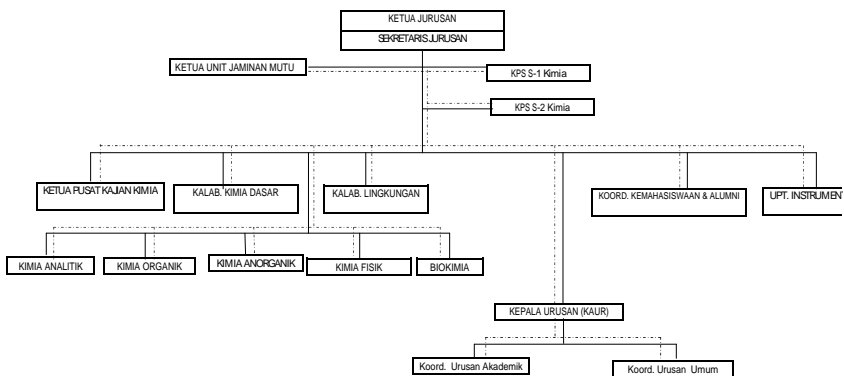 KETUA JURUSAN
SEKRETARIS JURUSAN
KETUA UNIT JAMINAN MUTU
KPS S-1 Kimia
KPS S-2 Kimia
KETUA PUSAT KAJIAN KIMIA
KALAB. KIMIA DASAR
KALAB. LINGKUNGAN
KOORD. KEMAHASISWAAN & ALUMNI
UPT. INSTRUMENT
KIMIA ANALITIK
KIMIA ORGANIK
KIMIA ANORGANIK
KIMIA FISIK
BIOKIMIA
KEPALA URUSAN (KAUR)
Koord. Urusan Akademik
Koord. Urusan Umum